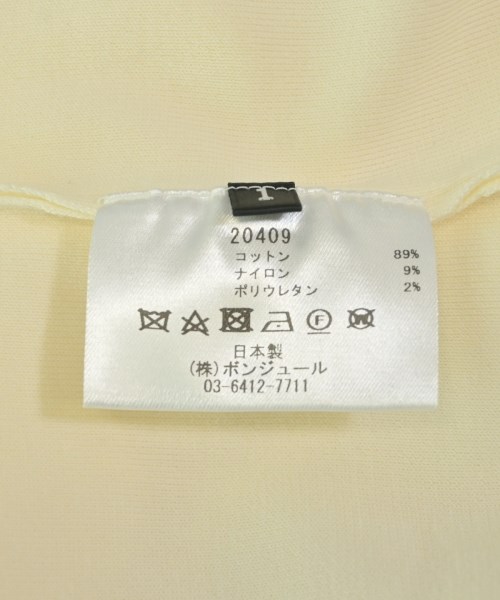 1
20409
コットン 89%
ナイロン 9%
ポリウレタン 2%
F W
日本製
(株)ボンジュール
03-6412-7711